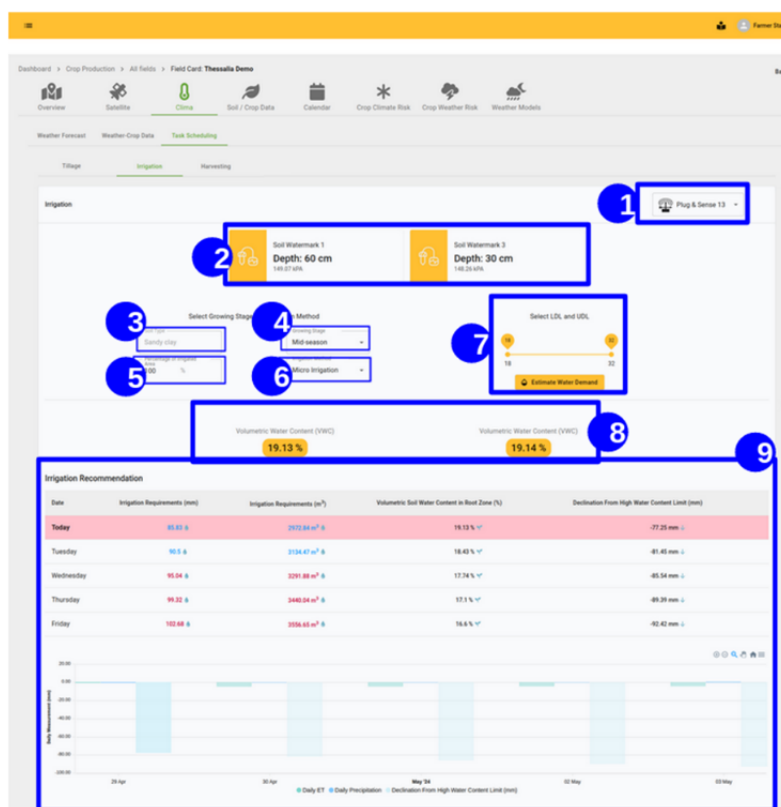 Farmer Sta
Dashboard > Crop Production > All fields > Field Card: Thessalia Demo
Ba
Overview Satellite Clima Soil / Crop Data Calendar Crop Climate Risk Crop Weather Risk Weather Models
Weather Forecast Weather-Crop Data Task Scheduling
Tillage Irrigation Harvesting
Irrigation
1
Plug & Sense 13
2
Soil Watermark 1
Depth: 60 cm
149.07 kPA
Soil Watermark 3
Depth: 30 cm
148.26 kPA
Select Growing Stage Method
3
Sandy clay
4
Growing Stage
Mid-season
5
Percentage of Irrigated
Area
%
6
Micro Irrigation
7
Select LDL and UDL
18 32
18 32
Estimate Water Demand
8
Volumetric Water Content (VWC) Volumetric Water Content (VWC)
19.13 % 19.14 %
9
Irrigation Recommendation
Date Irrigation Requirements (mm) Irrigation Requirements (m³) Volumetric Soil Water Content in Root Zone (%) Declination From High Water Content Limit (mm)
Today 85.83 2972.84 m³ 19.13 % -77.25 mm ↓
Tuesday 90.5 3134.47 m³ 18.43 % -81.45 mm ↓
Wednesday 95.04 3291.88 m³ 17.74 % -85.54 mm ↓
Thursday 99.32 3440.04 m³ 17.1 % -89.39 mm ↓
Friday 102.68 3556.65 m³ 16.6 % -92.42 mm ↓
20.00
0.00
-20.00
-40.00
-60.00
-80.00
-100.00
Daily Measurement (mm)
29 Apr 30 Apr May '24 02 May 03 May
Daily ET Daily Precipitation Declination From High Water Content Limit (mm)